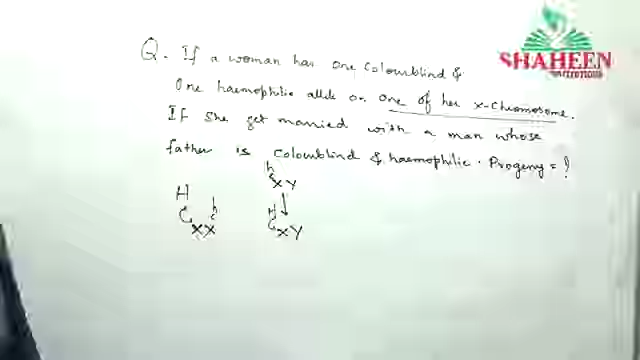 SHAHEEN
INSTITUTIONS
Q. If a woman has one Colourblind &
One haemophilic allele on one of her x-Chromosome.
If She get married with a man whose
father is Colourblind & haemophilic. Progeny = ?
h
c
XY
H
C h
c
XX
H
C
XY